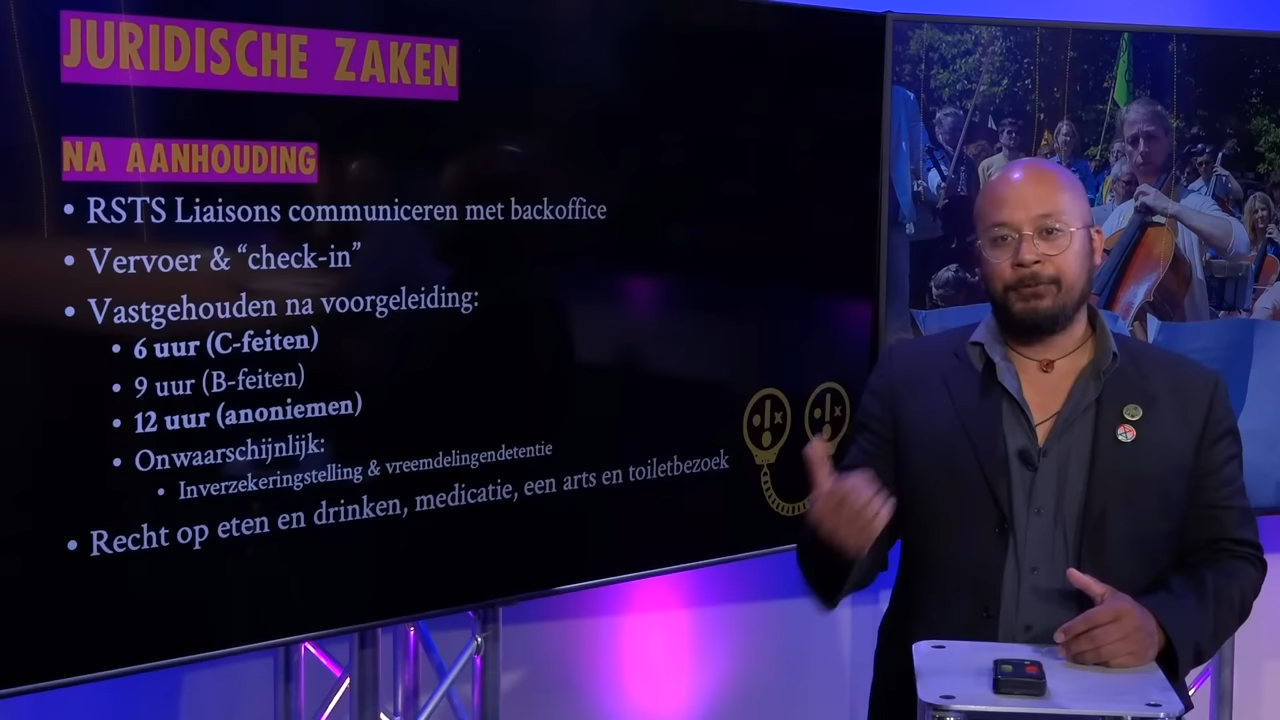 JURIDISCHE ZAKEN
NA AANHOUDING
• RSTS Liaisons communiceren met backoffice
• Vervoer & “check-in”
• Vastgehouden na voorgeleiding:
• 6 uur (C-feiten)
• 9 uur (B-feiten)
• 12 uur (anoniemen)
• Onwaarschijnlijk:
• Inverzekeringstelling & vreemdelingendetentie
• Recht op eten en drinken, medicatie, een arts en toiletbezoek